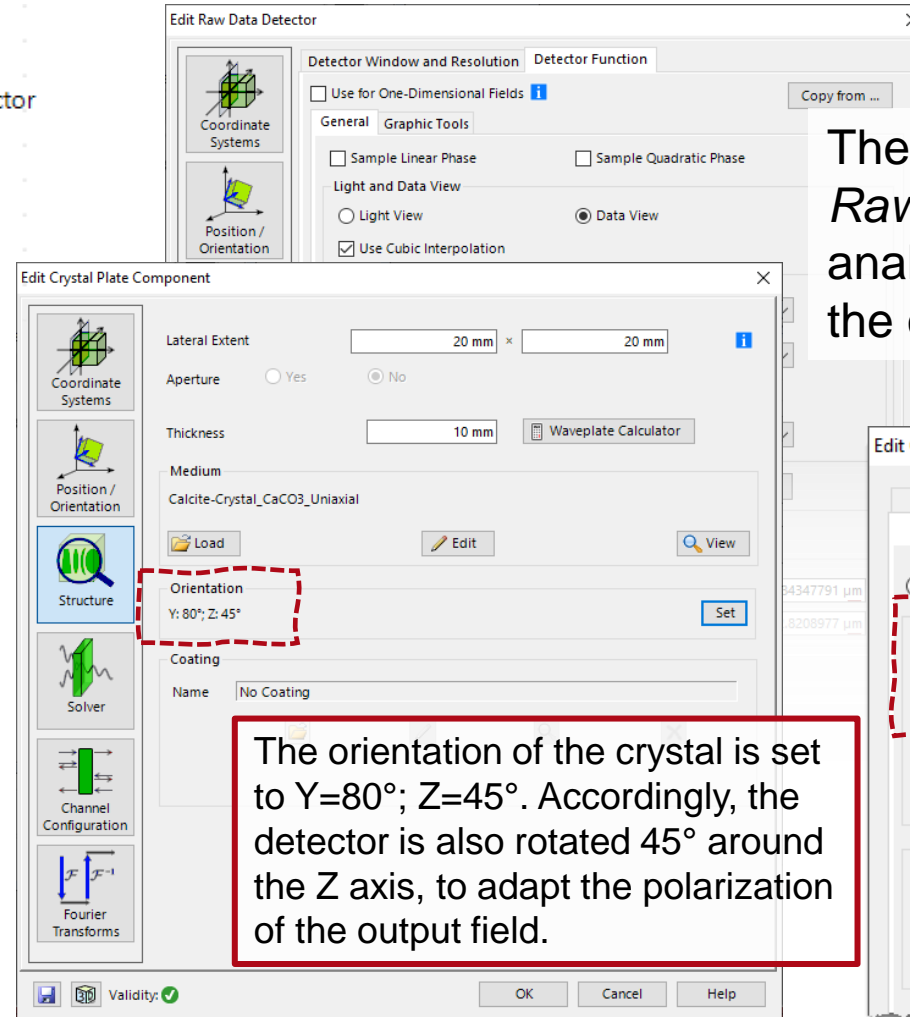 Edit Raw Data Detector
Detector Window and Resolution Detector Function
Use for One-Dimensional Fields
Copy from ...
Coordinate
Systems
General Graphic Tools
Sample Linear Phase Sample Quadratic Phase
Light and Data View
Light View Data View
Position /
Orientation
Use Cubic Interpolation
The
the
Edit Crystal Plate Component
Lateral Extent 20 mm × 20 mm
Aperture Yes No
Coordinate
Systems
Thickness 10 mm Waveplate Calculator
Edit
Medium
Position /
Orientation
Calcite-Crystal_CaCO3_Uniaxial
Load Edit View
Orientation
Structure
Y: 80°; Z: 45° Set
84347791 µm
.8208977 µm
Coating
Name No Coating
Solver
The orientation of the crystal is set
to Y=80°; Z=45°. Accordingly, the
detector is also rotated 45° around
the Z axis, to adapt the polarization
of the output field.
Channel
Configuration
Fourier
Transforms
Validity:
OK Cancel Help